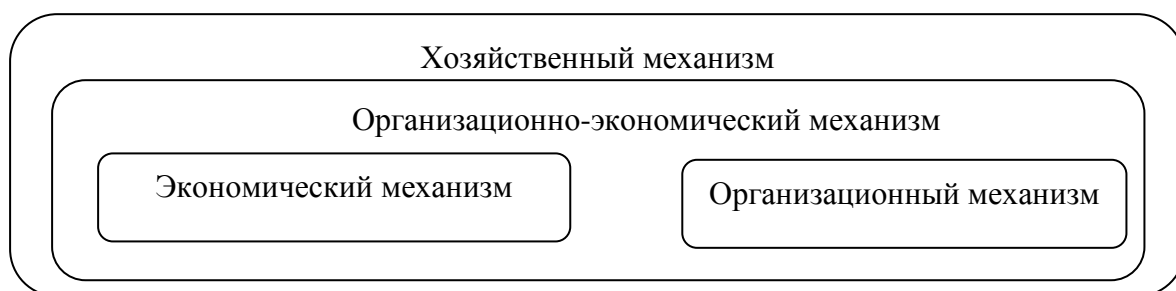 Хозяйственный механизм
Организационно-экономический механизм
Экономический механизм
Организационный механизм